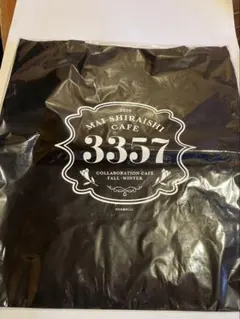 MAI SHIRAISHI
CAFE
3357
COLLABORATION CAFE
FALL-WINTER